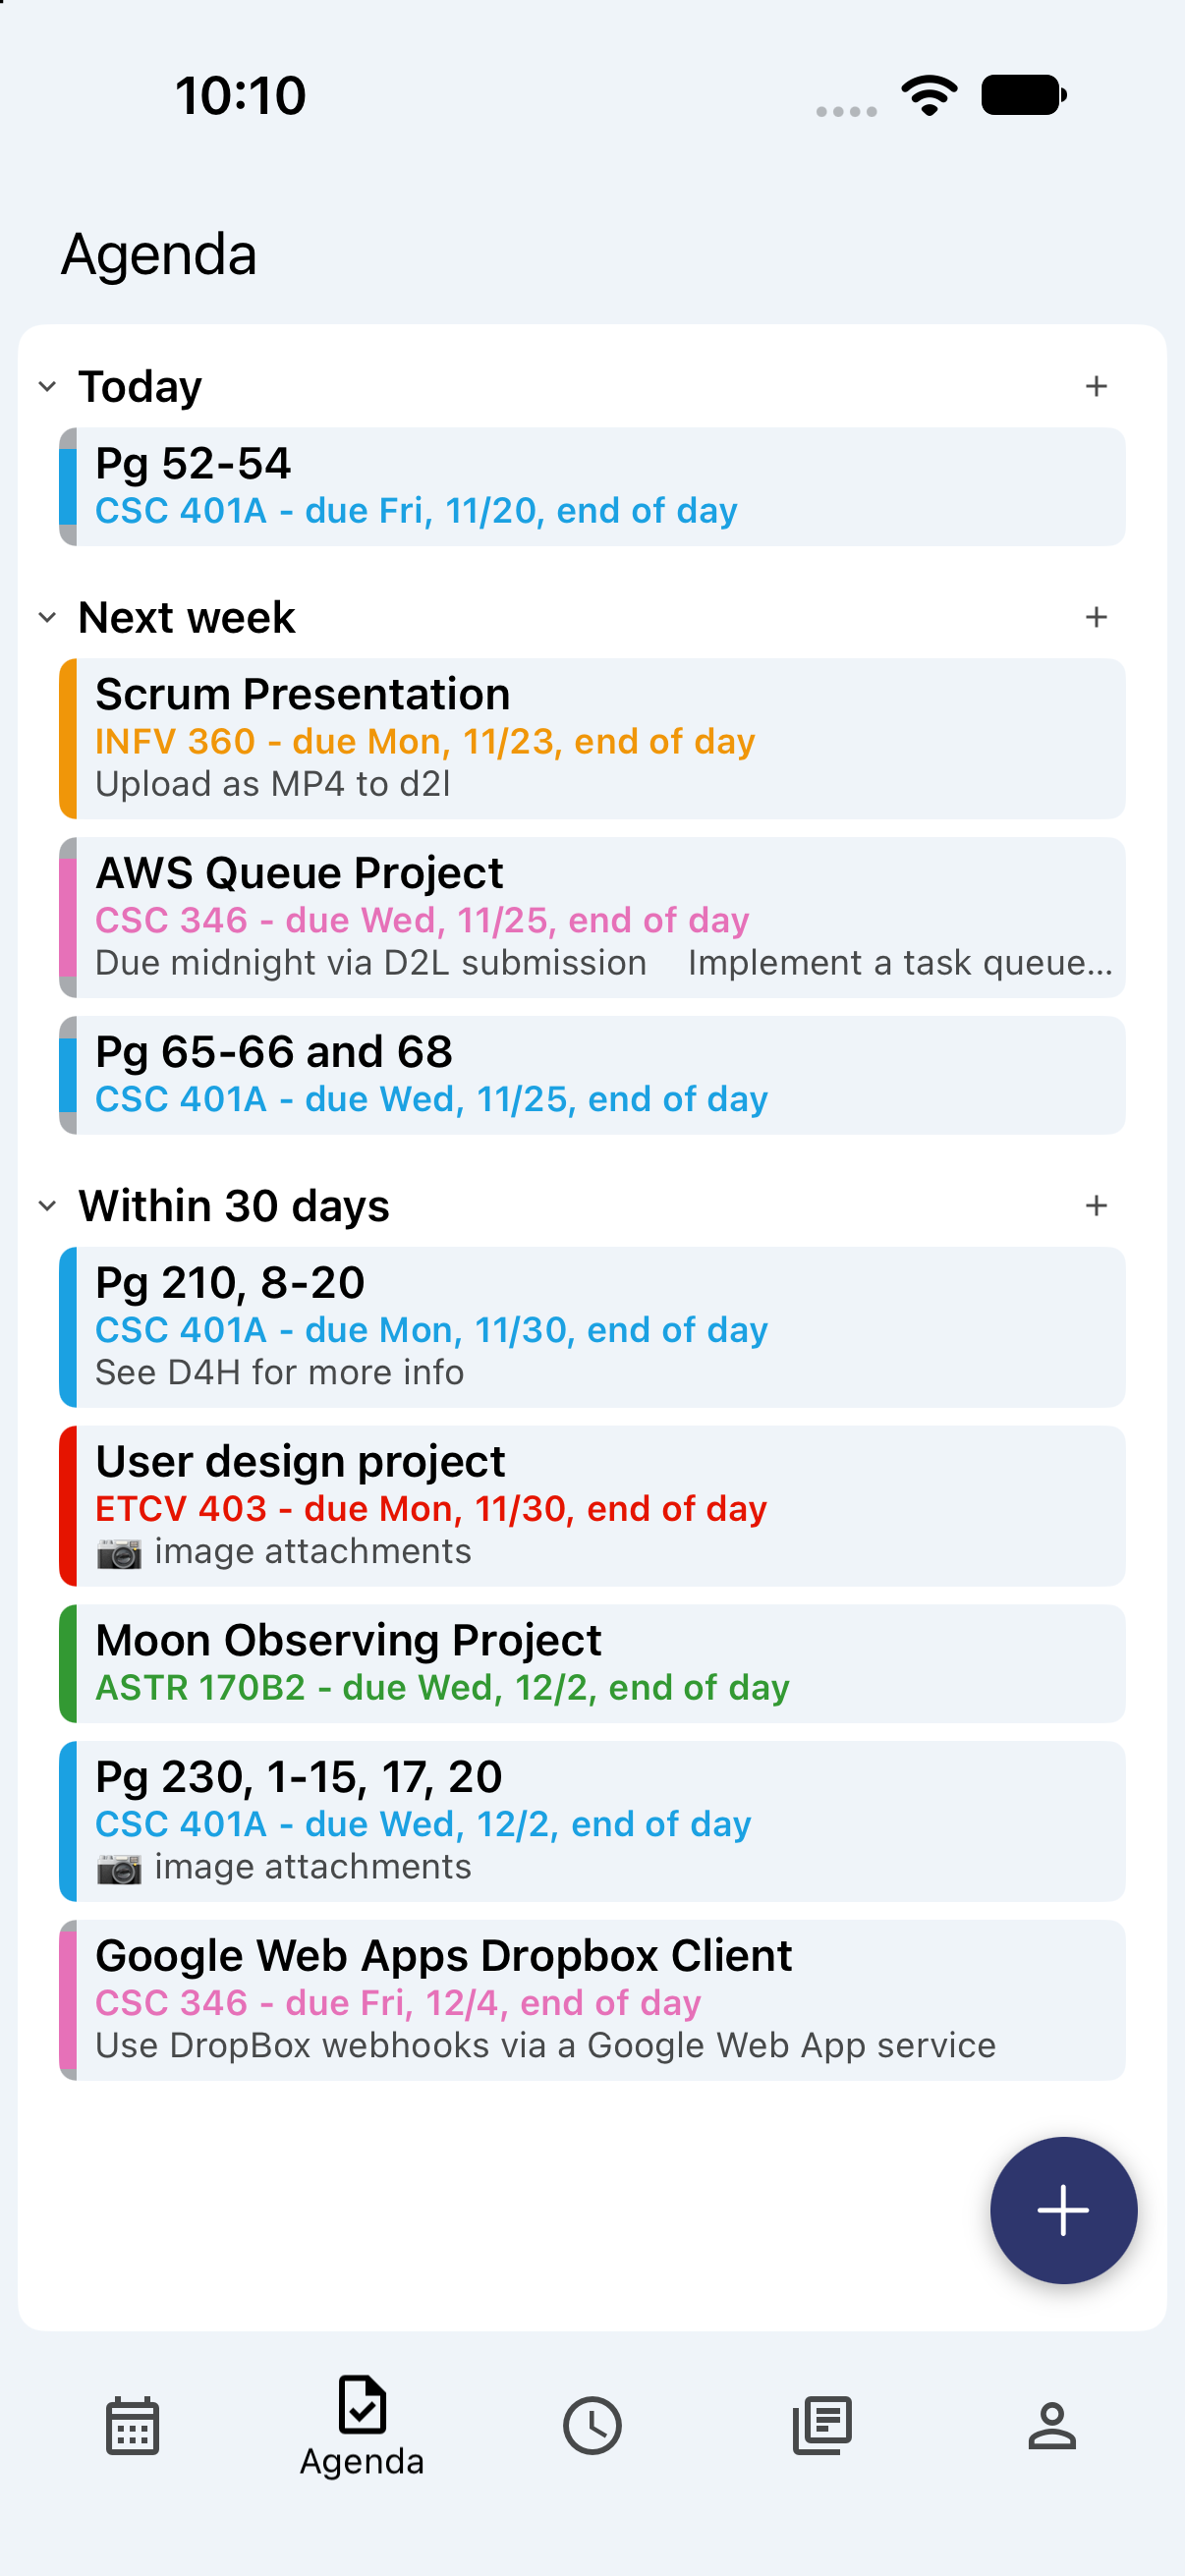 10:10
Agenda
Today
Pg 52-54
CSC 401A - due Fri, 11/20, end of day
Next week
Scrum Presentation
INFV 360 - due Mon, 11/23, end of day
Upload as MP4 to d2l
AWS Queue Project
CSC 346 - due Wed, 11/25, end of day
Due midnight via D2L submission Implement a task queue...
Pg 65-66 and 68
CSC 401A - due Wed, 11/25, end of day
Within 30 days
Pg 210, 8-20
CSC 401A - due Mon, 11/30, end of day
See D4H for more info
User design project
ETCV 403 - due Mon, 11/30, end of day
📷 image attachments
Moon Observing Project
ASTR 170B2 - due Wed, 12/2, end of day
Pg 230, 1-15, 17, 20
CSC 401A - due Wed, 12/2, end of day
📷 image attachments
Google Web Apps Dropbox Client
CSC 346 - due Fri, 12/4, end of day
Use DropBox webhooks via a Google Web App service
Agenda